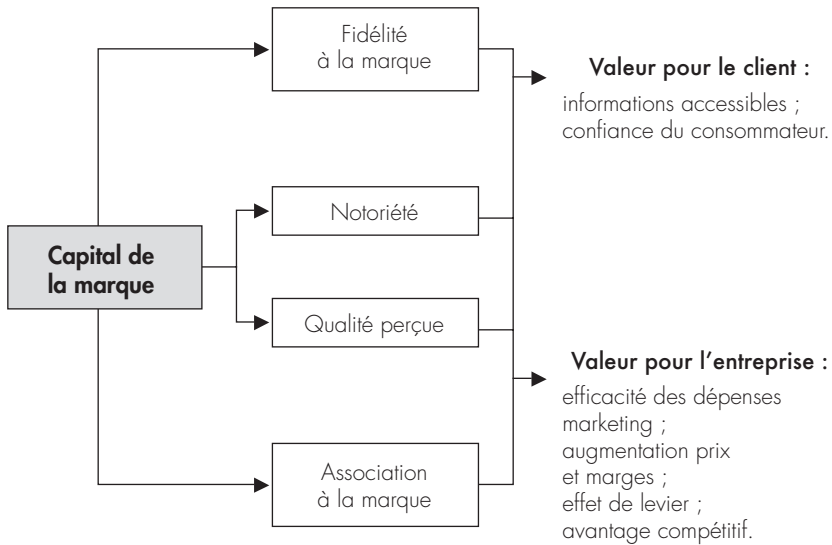 Fidélité
à la marque
Valeur pour le client :
informations accessibles ;
confiance du consommateur.
Notoriété
Capital de
la marque
Qualité perçue
Valeur pour l’entreprise :
efficacité des dépenses
marketing ;
augmentation prix
et marges ;
effet de levier ;
avantage compétitif.
Association
à la marque